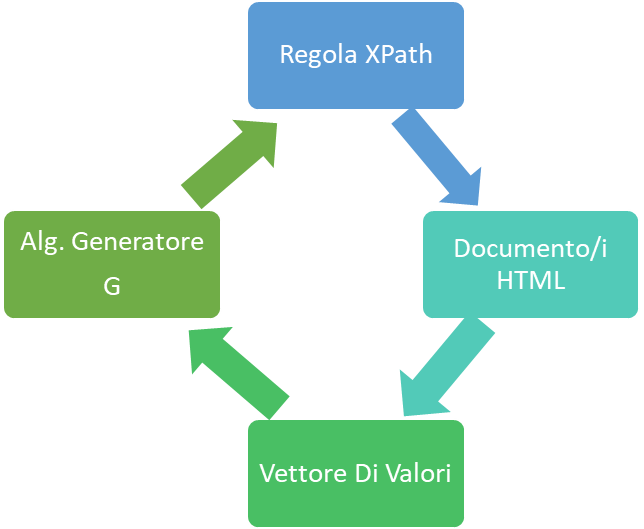 Regola XPath
Alg. Generatore
G
Documento/i
HTML
Vettore Di Valori